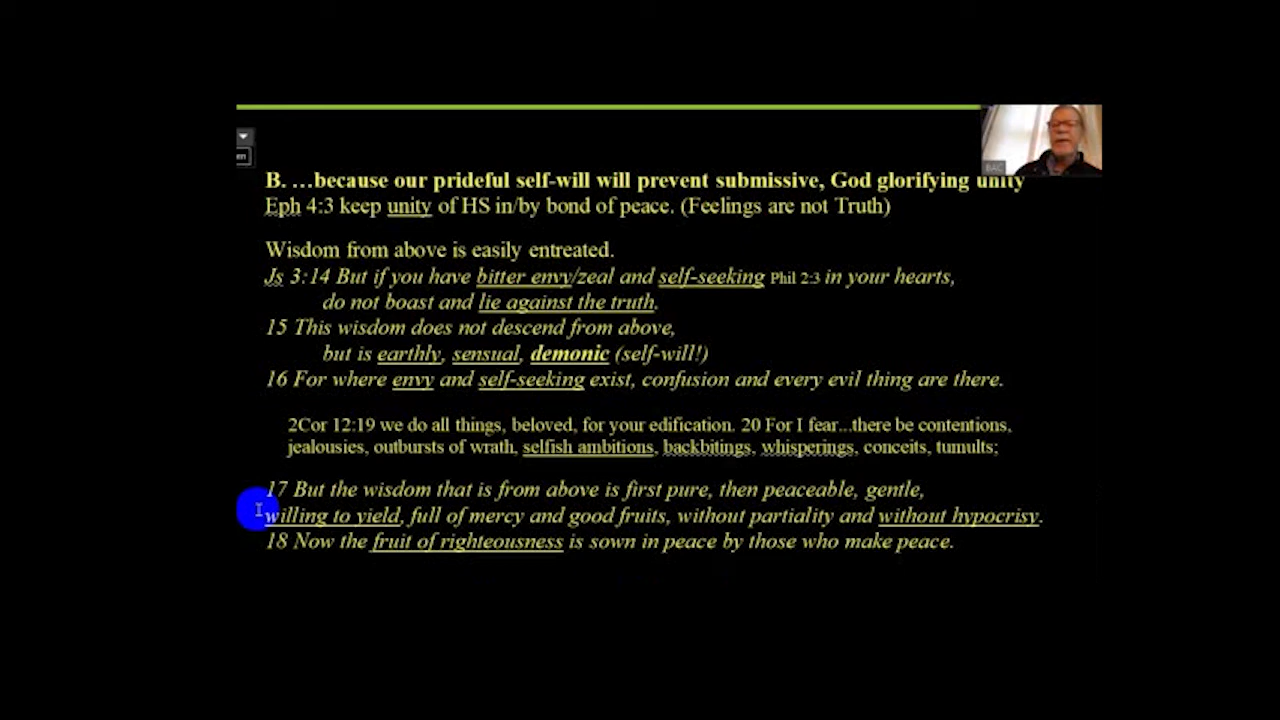 B. …because our prideful self-will will prevent submissive, God glorifying unity
Eph 4:3 keep unity of HS in/by bond of peace. (Feelings are not Truth)
Wisdom from above is easily entreated.
Js 3:14 But if you have bitter envy/zeal and self-seeking Phil 2:3 in your hearts,
do not boast and lie against the truth.
15 This wisdom does not descend from above,
but is earthly, sensual, demonic (self-will!)
16 For where envy and self-seeking exist, confusion and every evil thing are there.
2Cor 12:19 we do all things, beloved, for your edification. 20 For I fear...there be contentions,
jealousies, outbursts of wrath, selfish ambitions, backbitings, whisperings, conceits, tumults;
17 But the wisdom that is from above is first pure, then peaceable, gentle,
willing to yield, full of mercy and good fruits, without partiality and without hypocrisy.
18 Now the fruit of righteousness is sown in peace by those who make peace.